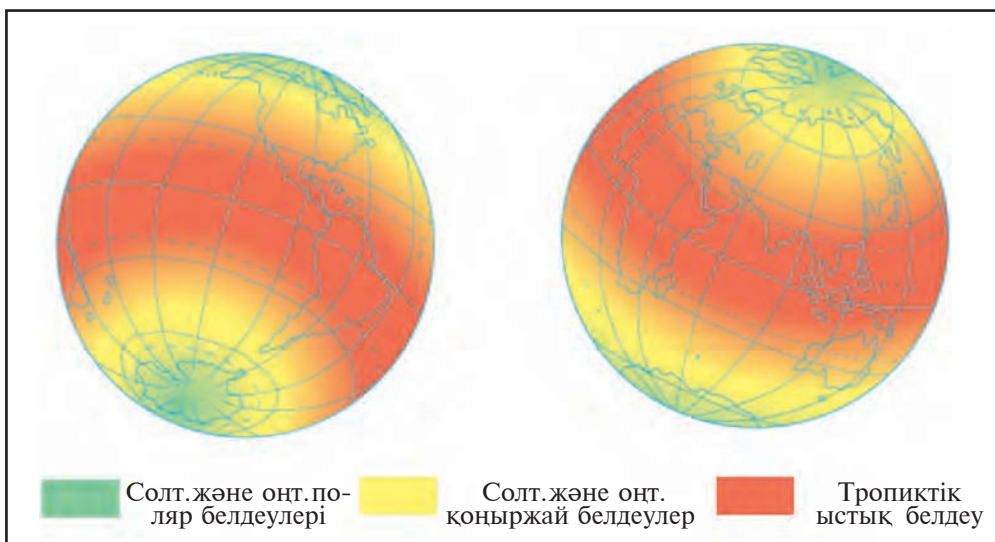 Солт.және оңт.по-
ляр белдеулері
Солт.және оңт.
қоңыржай белдеулер
Тропиктік
ыстық белдеу